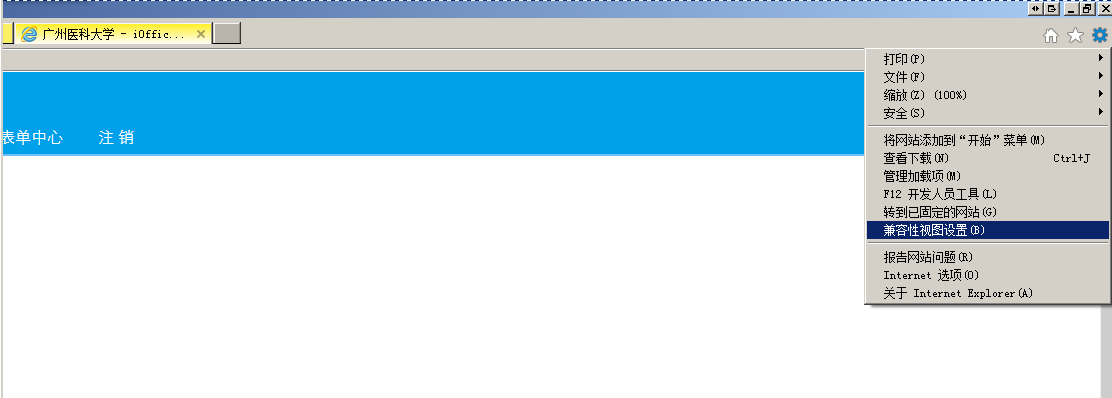 广州医科大学 - iOffic...
表单中心 注 销
打印(P)
文件(F)
缩放(Z) (100%)
安全(S)
将网站添加到“开始”菜单(M)
查看下载(N) Ctrl+J
管理加载项(M)
F12 开发人员工具(L)
转到已固定的网站(G)
兼容性视图设置(B)
报告网站问题(R)
Internet 选项(O)
关于 Internet Explorer(A)